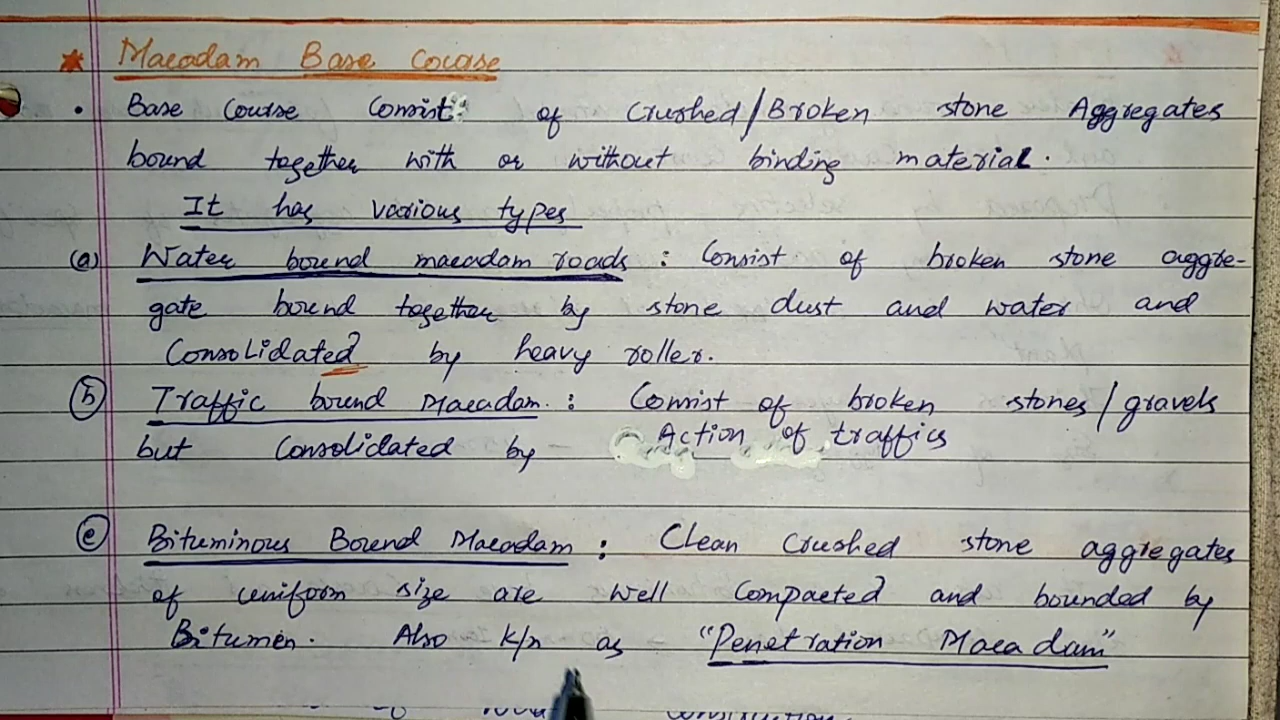 * Macadam Base Course
• Base Course Consist of Crushed/Broken stone Aggregates
bound together with or without binding material.
It has various types
(a) Water bound macadam roads : Consist of broken stone aggre-
gate bound together by stone dust and water and
Consolidated by heavy roller.
(b) Traffic bound Macadam : Consist of broken stones/gravels
but Consolidated by Action of traffics
(c) Bituminous Bound Macadam : Clean Crushed stone aggregates
of uniform size are well Compacted and bounded by
Bitumen. Also k/n as "Penetration Macadam"